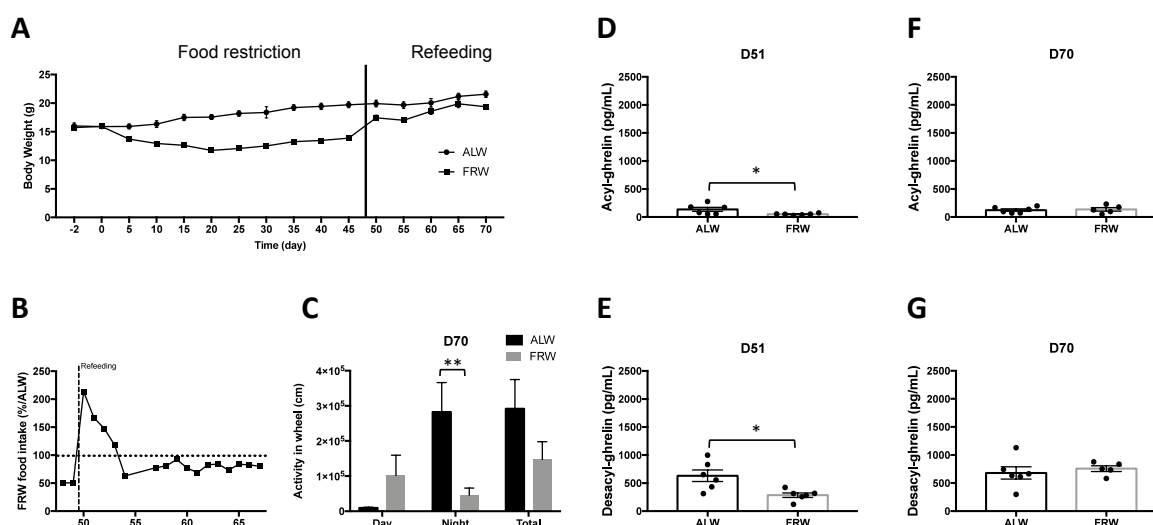 A
Food restriction
Refeeding
Body Weight (g)
25
20
15
10
5
0
-2 0 5 10 15 20 25 30 35 40 45 50 55 60 65 70
Time (day)
ALW
FRW
B
FRW food intake (%/ALW)
Refeeding
250
200
150
100
50
0
50 55 60 65
C
D70
ALW
FRW
**
Activity in wheel (cm)
4×10⁵
3×10⁵
2×10⁵
1×10⁵
0
Day Night Total
D
D51
Acyl-ghrelin (pg/mL)
2500
2000
1500
1000
500
0
*
ALW FRW
E
D51
Desacyl-ghrelin (pg/mL)
2500
2000
1500
1000
500
0
*
ALW FRW
F
D70
Acyl-ghrelin (pg/mL)
2500
2000
1500
1000
500
0
ALW FRW
G
D70
Desacyl-ghrelin (pg/mL)
2500
2000
1500
1000
500
0
ALW FRW